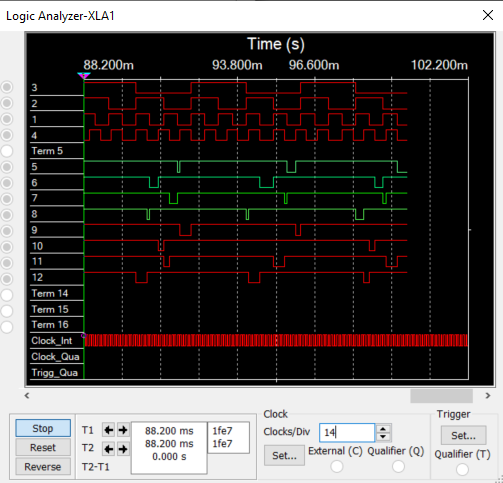 Logic Analyzer-XLA1
Time (s)
88.200m 93.800m 96.600m 102.200m
3
2
1
4
Term 5
5
6
7
8
9
10
11
12
Term 14
Term 15
Term 16
Clock_Int
Clock_Qua
Trigg_Qua
Stop
Reset
Reverse
T1
T2
T2-T1
88.200 ms 1fe7
88.200 ms 1fe7
0.000 s
Clock
Clocks/Div 14
Set...
External (C) Qualifier (Q)
Trigger
Set...
Qualifier (T)